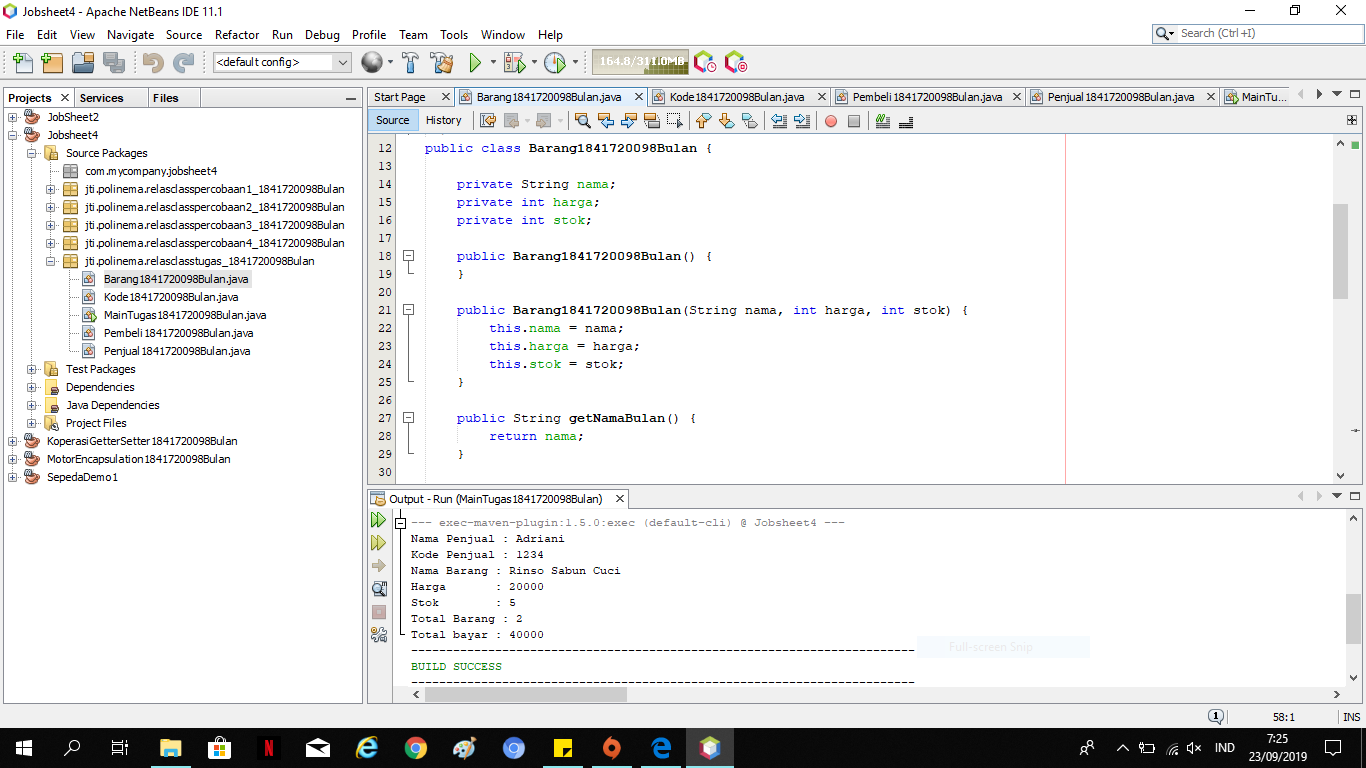 Jobsheet4 - Apache NetBeans IDE 11.1
File Edit View Navigate Source Refactor Run Debug Profile Team Tools Window Help
Search (Ctrl+I)
<default config>
164.8/311.0MB
Projects Services Files
JobSheet2
Jobsheet4
Source Packages
com.mycompany.jobsheet4
jti.polinema.relasclasspercobaan1_1841720098Bulan
jti.polinema.relasclasspercobaan2_1841720098Bulan
jti.polinema.relasclasspercobaan3_1841720098Bulan
jti.polinema.relasclasspercobaan4_1841720098Bulan
jti.polinema.relasclasstugas_1841720098Bulan
Barang1841720098Bulan.java
Kode1841720098Bulan.java
MainTugas1841720098Bulan.java
Pembeli1841720098Bulan.java
Penjual1841720098Bulan.java
Test Packages
Dependencies
Java Dependencies
Project Files
KoperasiGetterSetter1841720098Bulan
MotorEncapsulation1841720098Bulan
SepedaDemo1
Start Page Barang1841720098Bulan.java Kode1841720098Bulan.java Pembeli1841720098Bulan.java Penjual1841720098Bulan.java MainTu...
Source History
12 public class Barang1841720098Bulan {
13
14 private String nama;
15 private int harga;
16 private int stok;
17
18 public Barang1841720098Bulan() {
19 }
20
21 public Barang1841720098Bulan(String nama, int harga, int stok) {
22 this.nama = nama;
23 this.harga = harga;
24 this.stok = stok;
25 }
26
27 public String getNamaBulan() {
28 return nama;
29 }
30
Output - Run (MainTugas1841720098Bulan)
--- exec-maven-plugin:1.5.0:exec (default-cli) @ Jobsheet4 ---
Nama Penjual : Adriani
Kode Penjual : 1234
Nama Barang : Rinso Sabun Cuci
Harga : 20000
Stok : 5
Total Barang : 2
Total bayar : 40000
------------------------------------------------------------------------
BUILD SUCCESS
------------------------------------------------------------------------
Full-screen Snip
1 58:1 INS
IND
7:25
23/09/2019